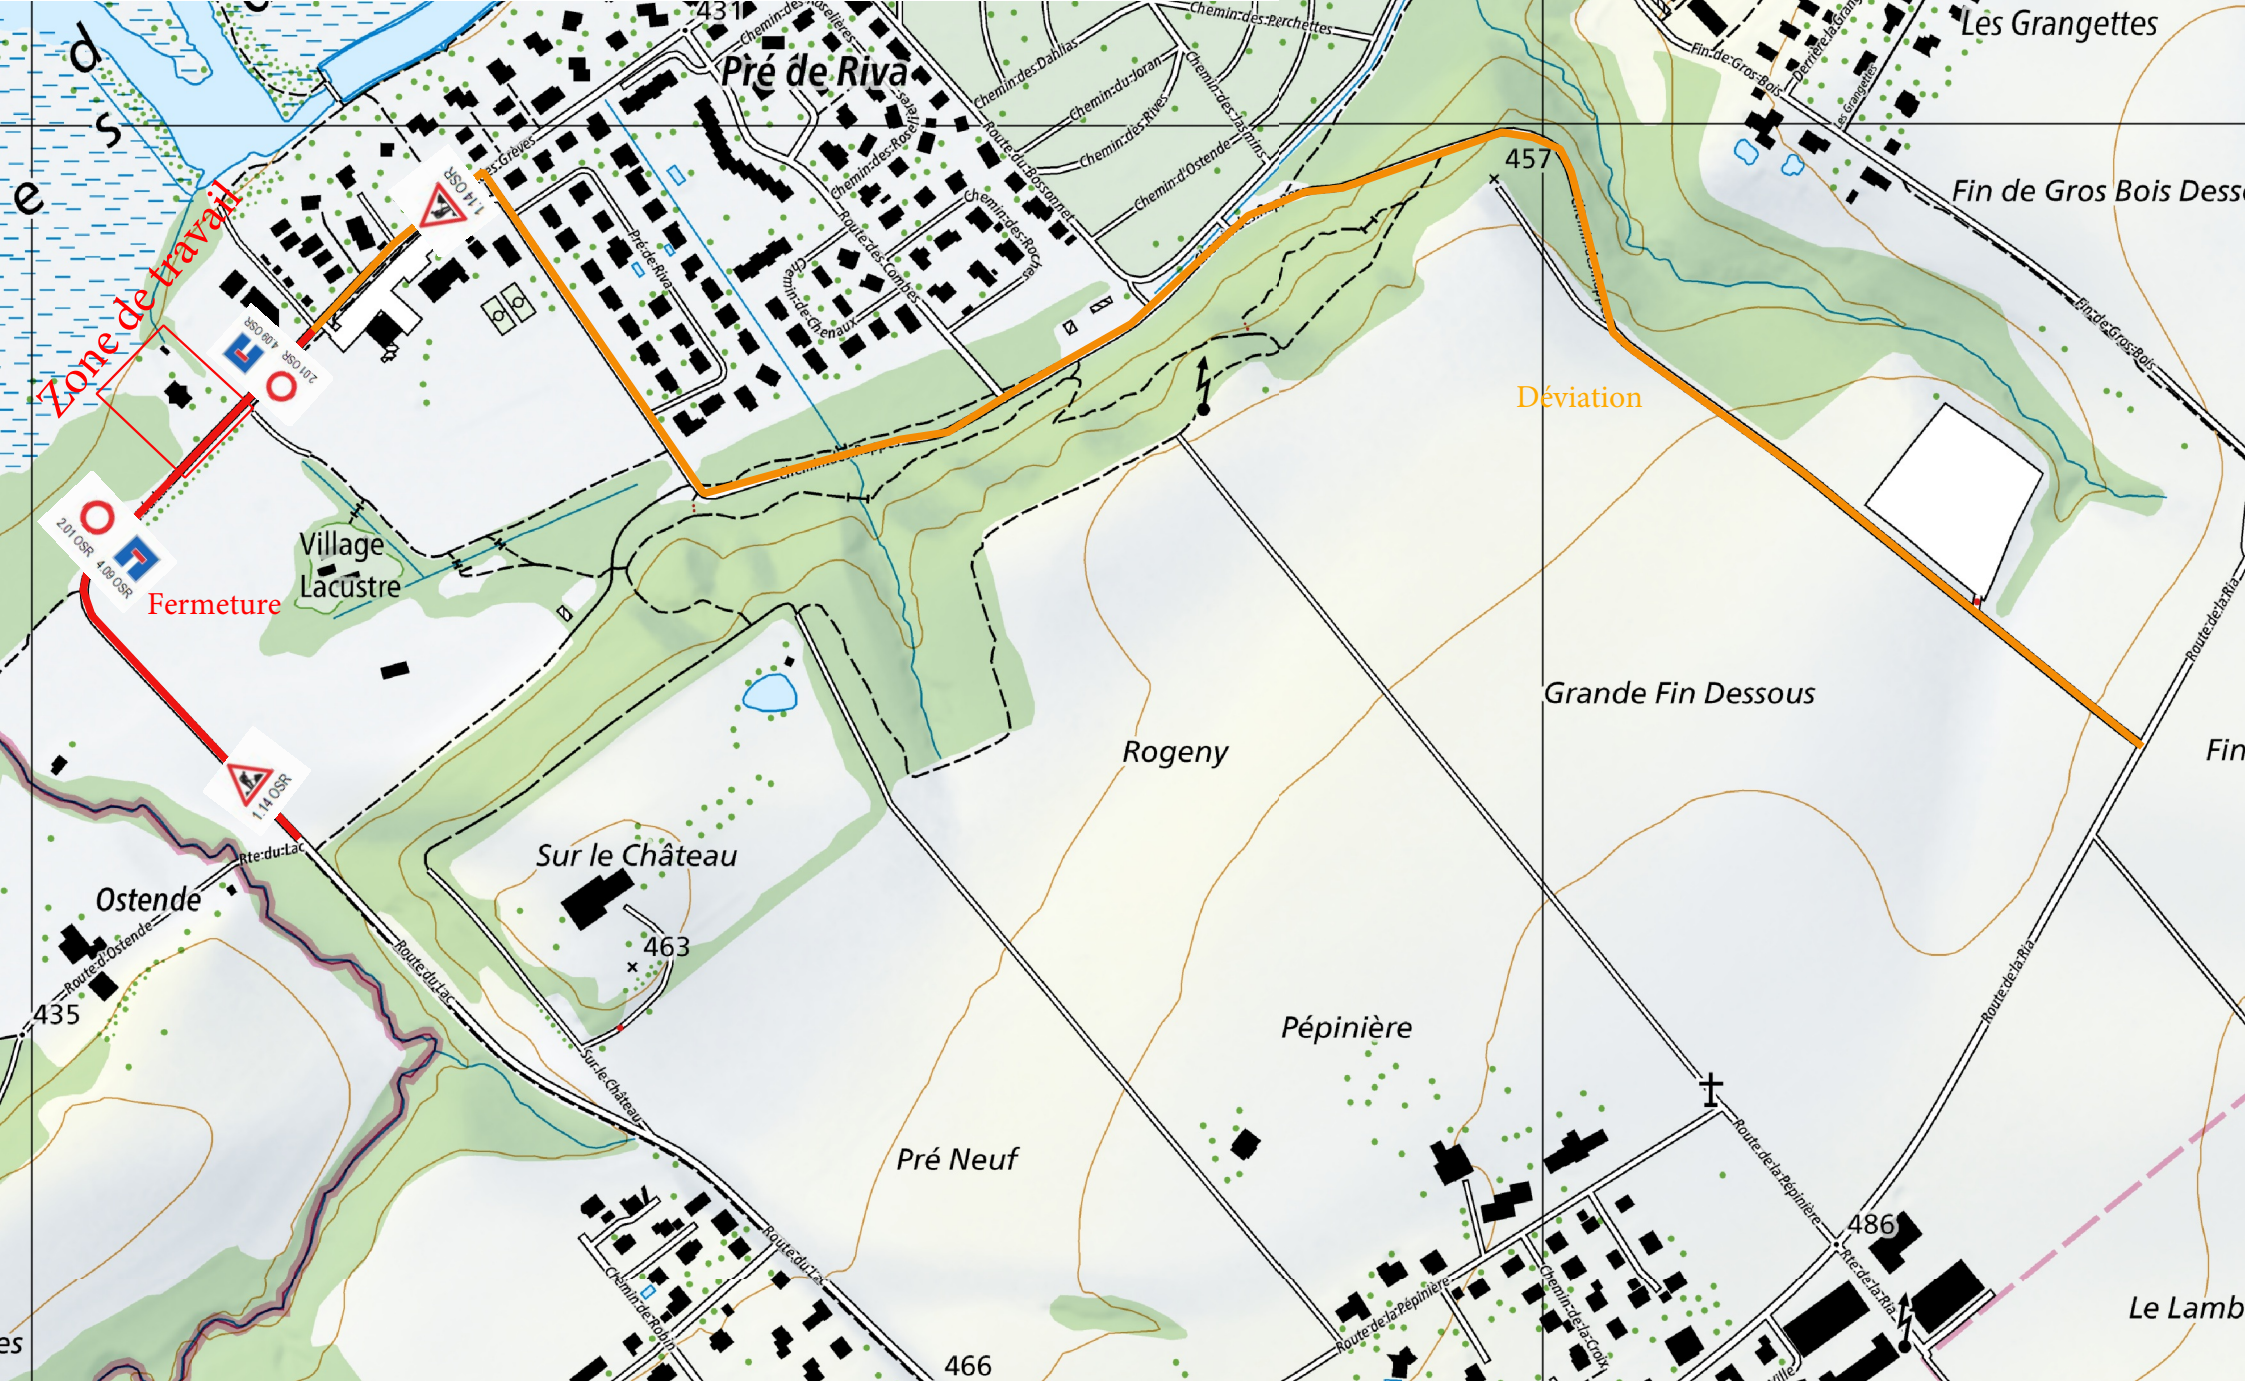 431
Pré de Riva
Les Grangettes
Chemin·des·Perchettes
Chemin·des·Dahlias
Chemin·du·Joran
Chemin·des·Rives
Chemin·des·Jasmins
Chemin·d'Ostende
Fin·de·Gros·Bois
Les·Grangettes
d
s
e
Fin de Gros Bois Desso
457
Route·du·Bossonnet
Route·des·Combes
Chemin·des·Roches
Chemin·de·Chenaux
Pré·de·Riva
1.14 OSR
Zone de travail
4.09 OSR
2.01 OSR
Fin·de·Gros·Bois
Déviation
2.01 OSR
4.09 OSR
Village
Lacustre
Fermeture
Route·de·la·Ria
Grande Fin Dessous
Rogeny
Fin
1.14 OSR
Rte·du·Lac
Sur le Château
Ostende
Route·d'Ostende
Route·du·Lac
463
435
Route·de·la·Ria
Pépinière
Sur·le·Château
Pré Neuf
Route·de·la·Pépinière
486
Rte·de·la·Ria
Route·du·Lac
Chemin·de·Robin
Route·de·la·Pépinière
Chemin·de·la·Croix
Le Lamb
466
es